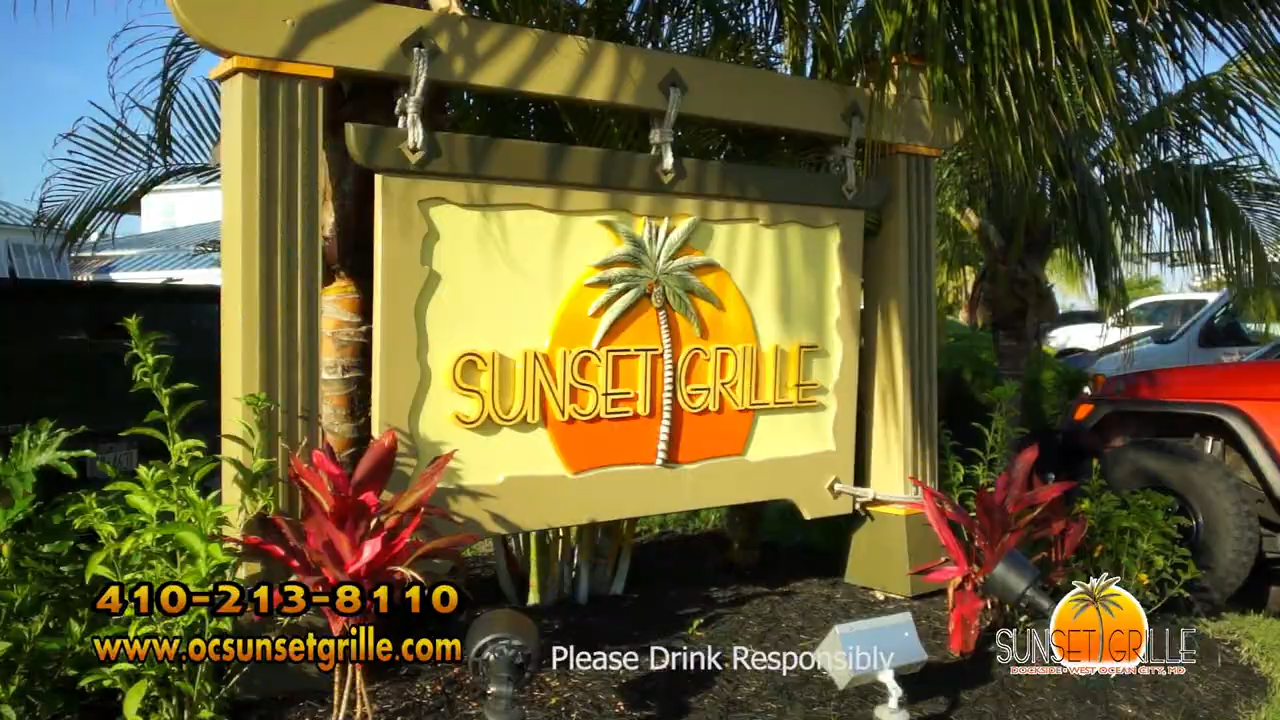 SUNSET GRILLE
410-213-8110
www.ocsunsetgrille.com
Please Drink Responsibly
SUNSET GRILLE
DOCKSIDE • WEST OCEAN CITY, MD